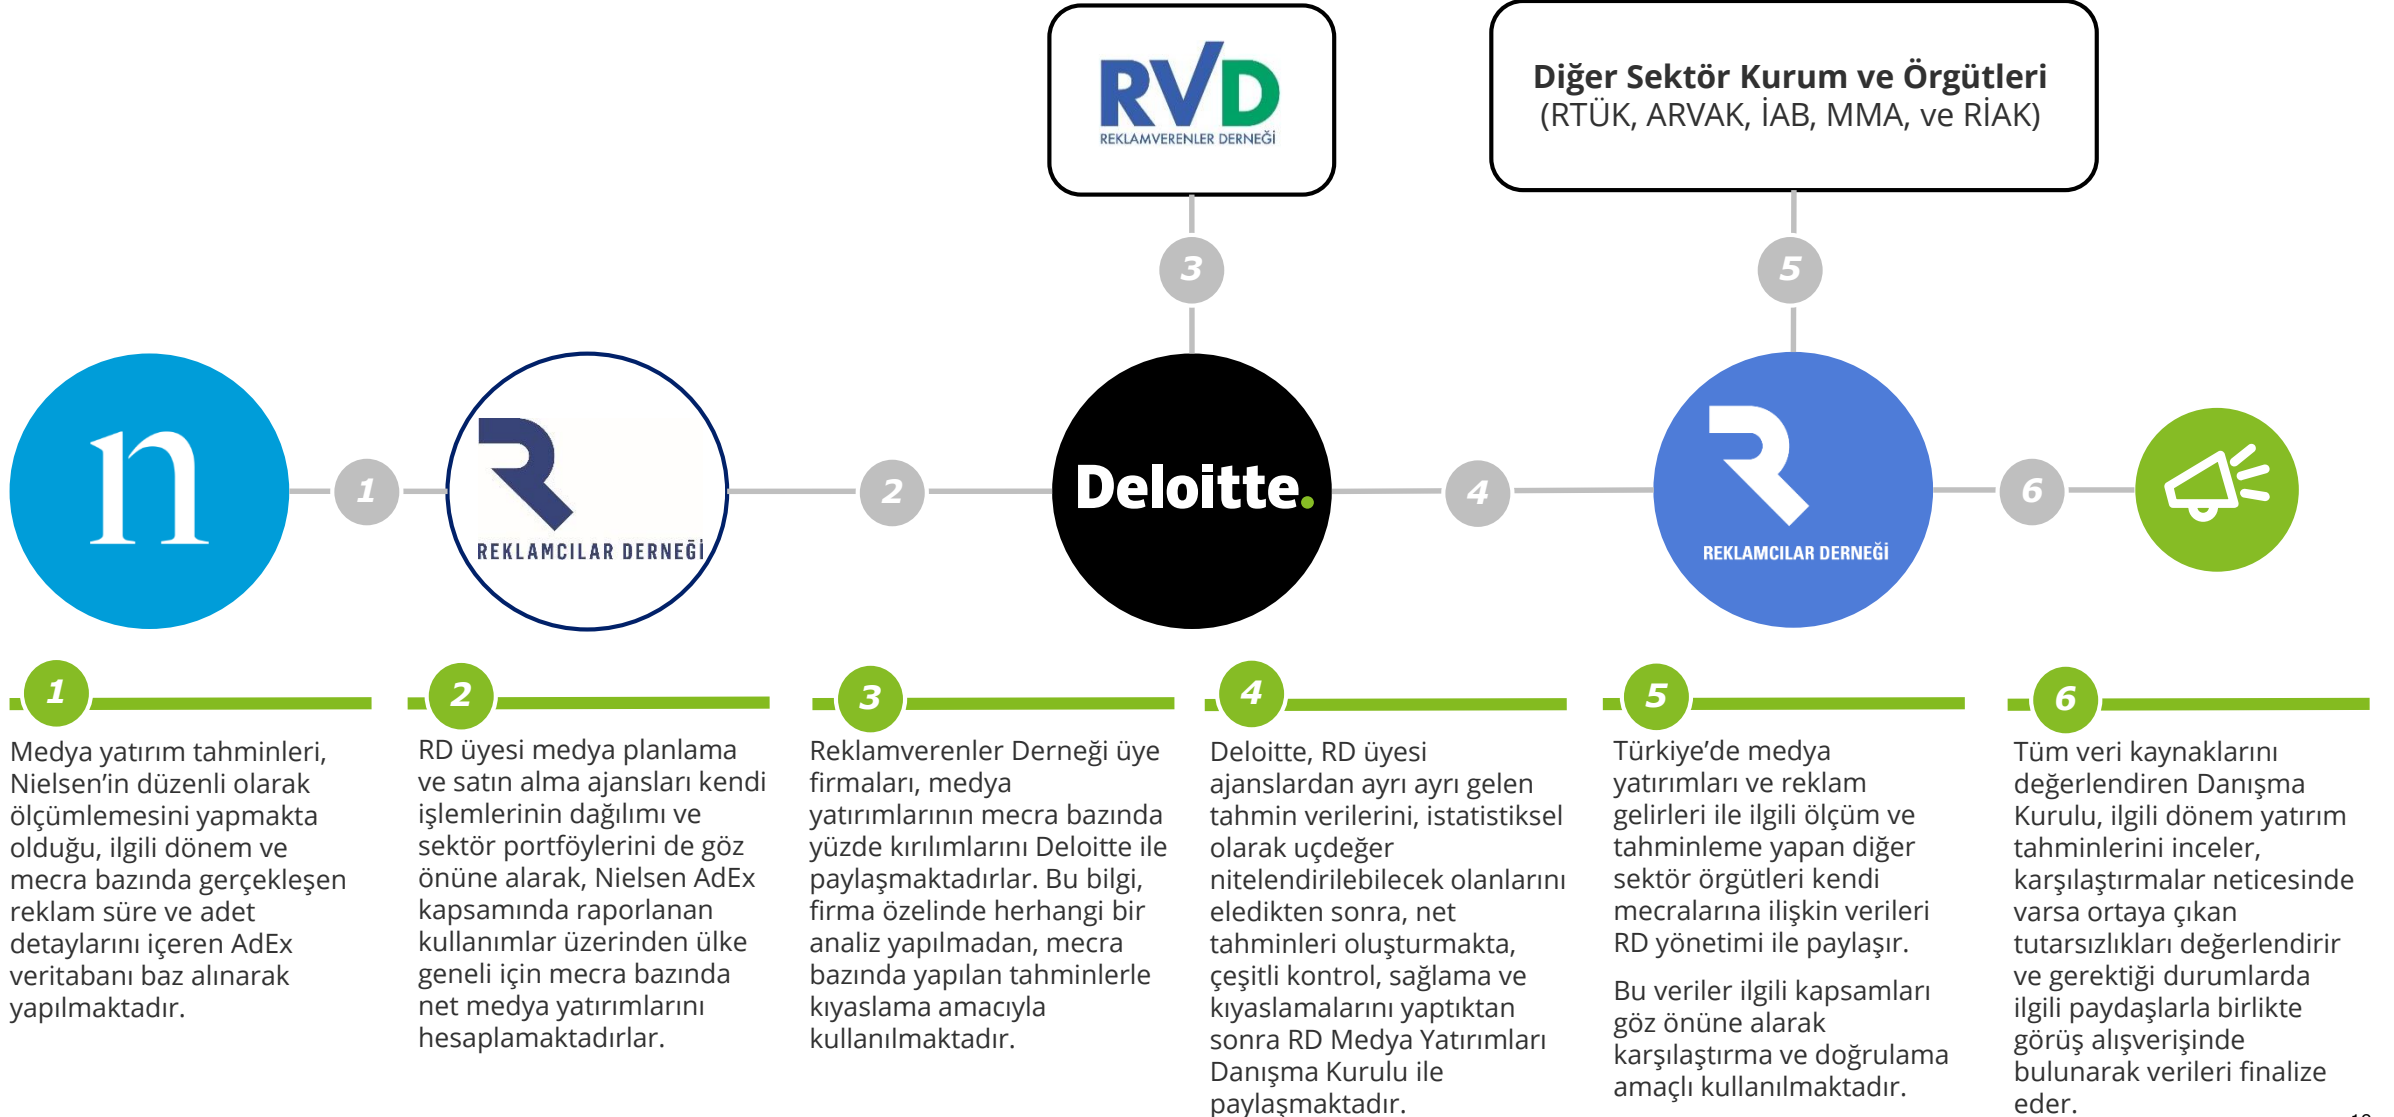 RVD
REKLAMVERENLER DERNEĞİ
Diğer Sektör Kurum ve Örgütleri
(RTÜK, ARVAK, İAB, MMA, ve RİAK)
3
5
n
1
REKLAMCILAR DERNEĞİ
2
Deloitte.
4
REKLAMCILAR DERNEĞİ
6
1
Medya yatırım tahminleri,
Nielsen’in düzenli olarak
ölçümlemesini yapmakta
olduğu, ilgili dönem ve
mecra bazında gerçekleşen
reklam süre ve adet
detaylarını içeren AdEx
veritabanı baz alınarak
yapılmaktadır.
2
RD üyesi medya planlama
ve satın alma ajansları kendi
işlemlerinin dağılımı ve
sektör portföylerini de göz
önüne alarak, Nielsen AdEx
kapsamında raporlanan
kullanımlar üzerinden ülke
geneli için mecra bazında
net medya yatırımlarını
hesaplamaktadırlar.
3
Reklamverenler Derneği üye
firmaları, medya
yatırımlarının mecra bazında
yüzde kırılımlarını Deloitte ile
paylaşmaktadırlar. Bu bilgi,
firma özelinde herhangi bir
analiz yapılmadan, mecra
bazında yapılan tahminlerle
kıyaslama amacıyla
kullanılmaktadır.
4
Deloitte, RD üyesi
ajanslardan ayrı ayrı gelen
tahmin verilerini, istatistiksel
olarak uçdeğer
nitelendirilebilecek olanlarını
eledikten sonra, net
tahminleri oluşturmakta,
çeşitli kontrol, sağlama ve
kıyaslamalarını yaptıktan
sonra RD Medya Yatırımları
Danışma Kurulu ile
paylaşmaktadır.
5
Türkiye’de medya
yatırımları ve reklam
gelirleri ile ilgili ölçüm ve
tahminleme yapan diğer
sektör örgütleri kendi
mecralarına ilişkin verileri
RD yönetimi ile paylaşır.
Bu veriler ilgili kapsamları
göz önüne alarak
karşılaştırma ve doğrulama
amaçlı kullanılmaktadır.
6
Tüm veri kaynaklarını
değerlendiren Danışma
Kurulu, ilgili dönem yatırım
tahminlerini inceler,
karşılaştırmalar neticesinde
varsa ortaya çıkan
tutarsızlıkları değerlendirir
ve gerektiği durumlarda
ilgili paydaşlarla birlikte
görüş alışverişinde
bulunarak verileri finalize
eder.